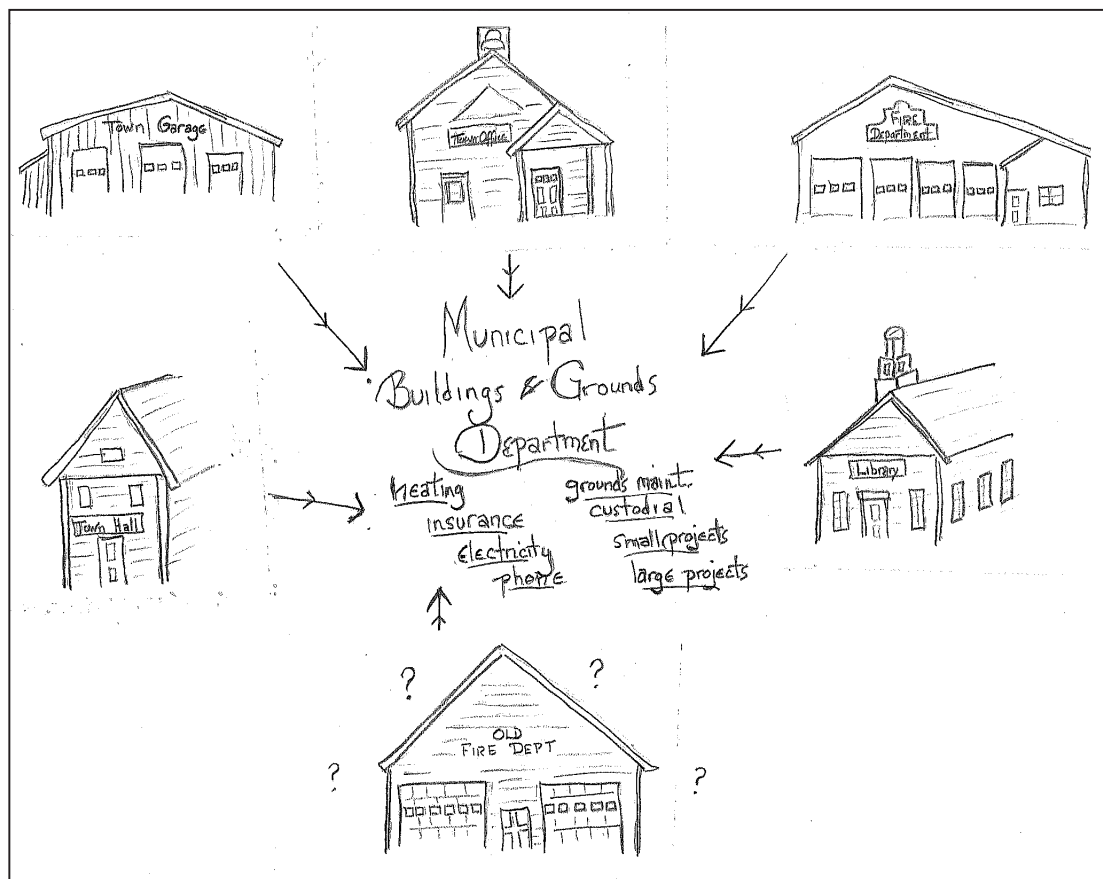 Town Garage
Town Office
FIRE
Department
Municipal
Buildings & Grounds
Department
Town Hall
Library
heating
insurance
electricity
phone
grounds maint.
custodial
small projects
large projects
? ?
OLD
FIRE DEPT
? ?